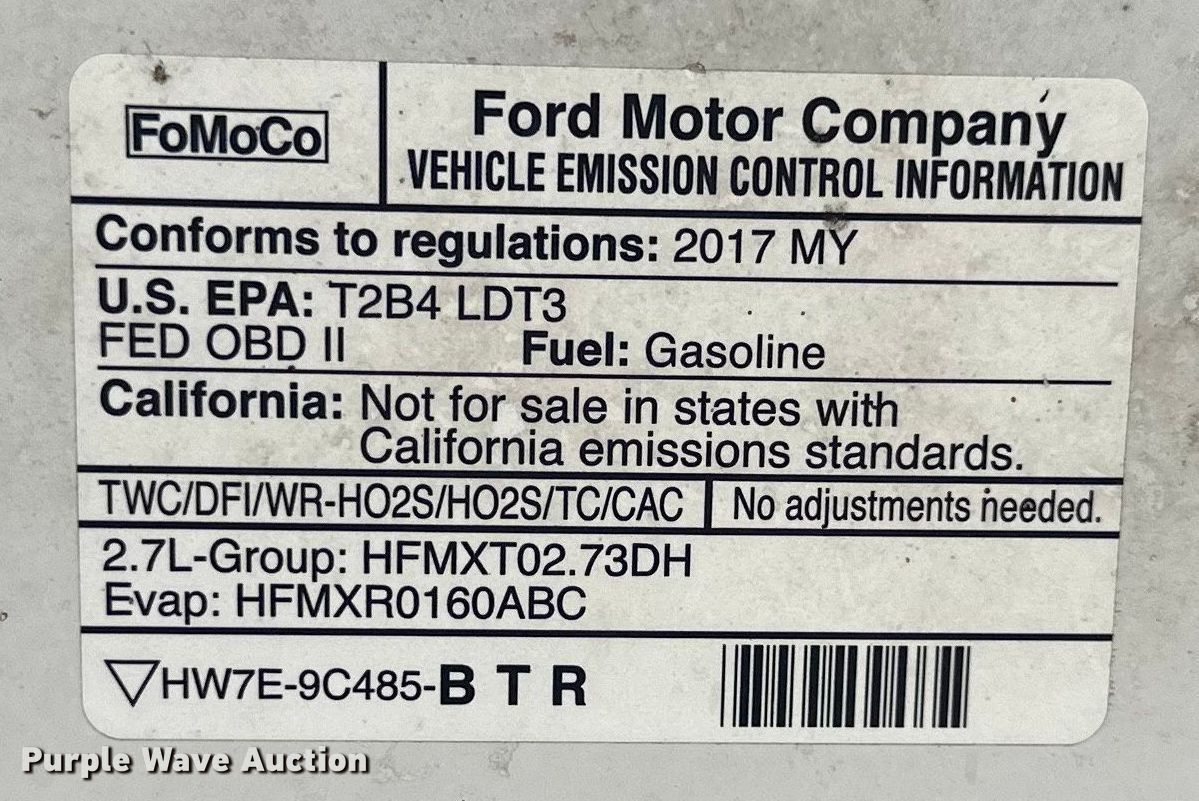 FoMoCo
Ford Motor Company
VEHICLE EMISSION CONTROL INFORMATION
Conforms to regulations: 2017 MY
U.S. EPA: T2B4 LDT3
FED OBD II Fuel: Gasoline
California: Not for sale in states with
California emissions standards.
TWC/DFI/WR-HO2S/HO2S/TC/CAC No adjustments needed.
2.7L-Group: HFMXT02.73DH
Evap: HFMXR0160ABC
HW7E-9C485-B T R
Purple Wave Auction